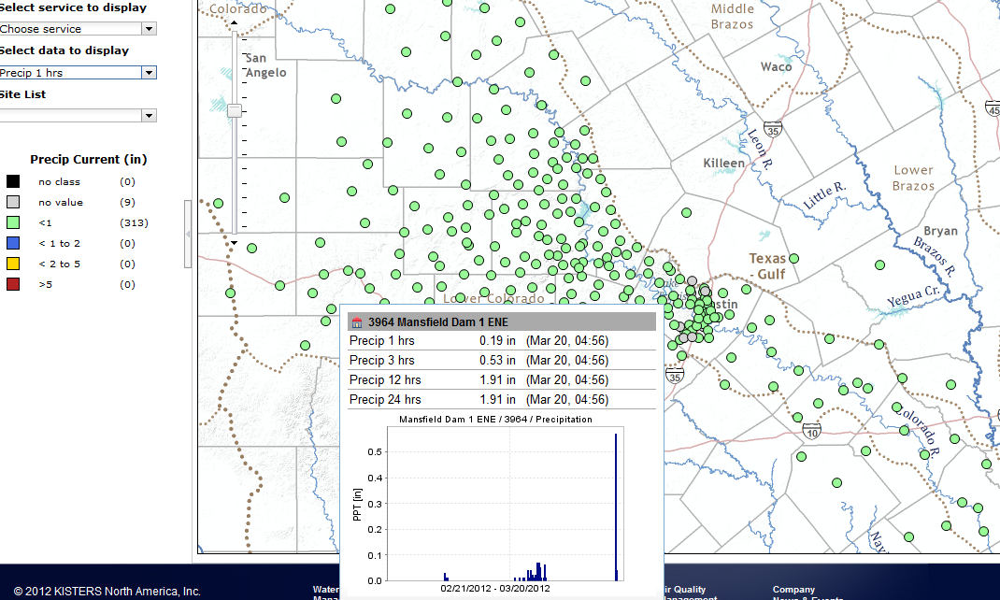 Select service to display
Choose service
Select data to display
Precip 1 hrs
Site List
Precip Current (in)
no class (0)
no value (9)
<1 (313)
< 1 to 2 (0)
< 2 to 5 (0)
>5 (0)
Colorado
San
Angelo
Middle
Brazos
Waco
35
45
Leon R.
Killeen
Little R.
Lower
Brazos
Bryan
Brazos R.
Texas
Gulf
Yegua Cr.
Lower Colorado
stin
35
10
Colorado R.
Nav
3964 Mansfield Dam 1 ENE
Precip 1 hrs 0.19 in (Mar 20, 04:56)
Precip 3 hrs 0.53 in (Mar 20, 04:56)
Precip 12 hrs 1.91 in (Mar 20, 04:56)
Precip 24 hrs 1.91 in (Mar 20, 04:56)
Mansfield Dam 1 ENE / 3964 / Precipitation
PPT [in]
0.5
0.4
0.3
0.2
0.1
0.0
02/21/2012 - 03/20/2012
© 2012 KISTERS North America, Inc.
Water
ir Quality
Company